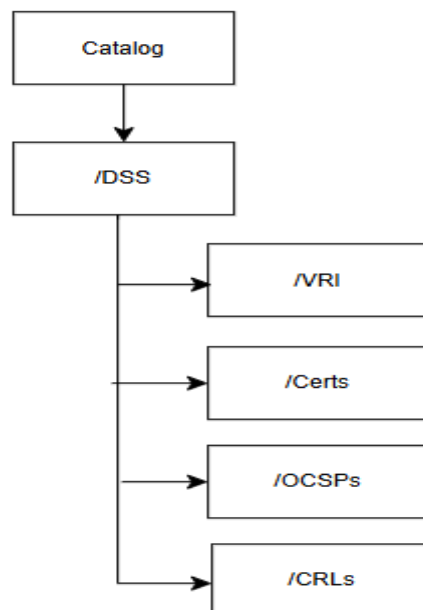 Catalog
/DSS
/VRI
/Certs
/OCSPs
/CRLs